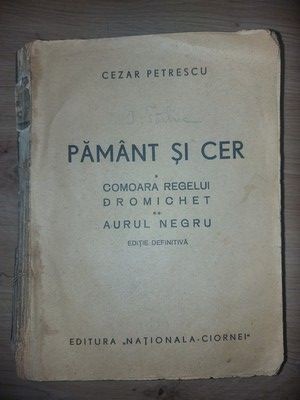 CEZAR PETRESCU
PĂMÂNT ȘI CER
*
COMOARA REGELUI
DROMICHET
**
AURUL NEGRU
EDIȚIE DEFINITIVĂ
EDITURA „NAȚIONALA-CIORNEI"